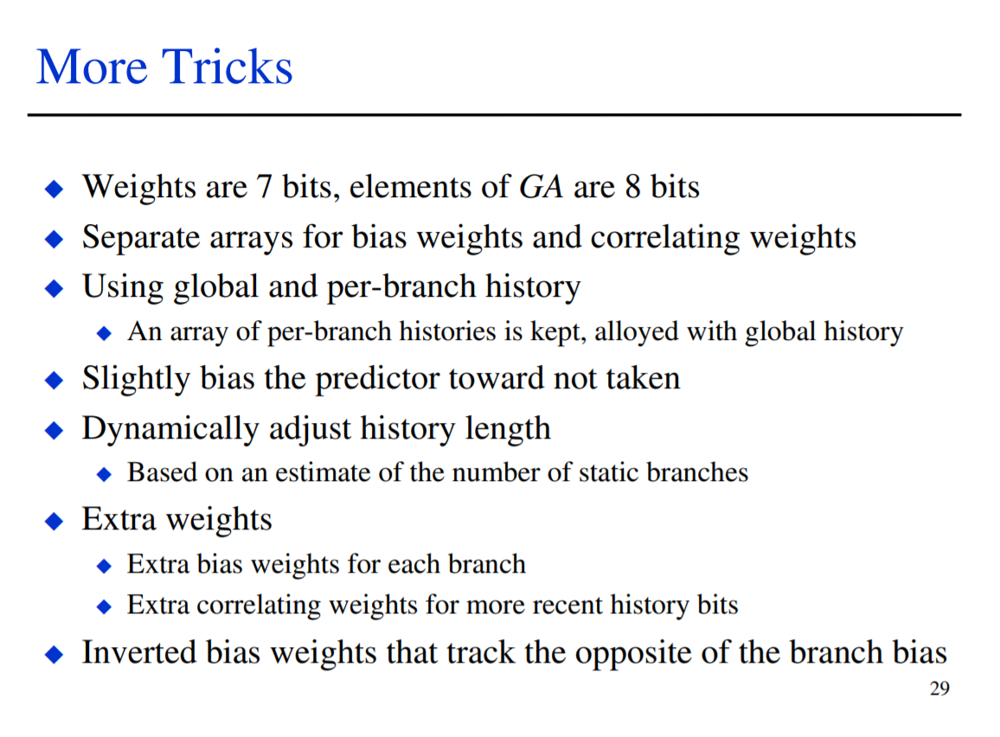 More Tricks
Weights are 7 bits, elements of GA are 8 bits
Separate arrays for bias weights and correlating weights
Using global and per-branch history
An array of per-branch histories is kept, alloyed with global history
Slightly bias the predictor toward not taken
Dynamically adjust history length
Based on an estimate of the number of static branches
Extra weights
Extra bias weights for each branch
Extra correlating weights for more recent history bits
Inverted bias weights that track the opposite of the branch bias
29